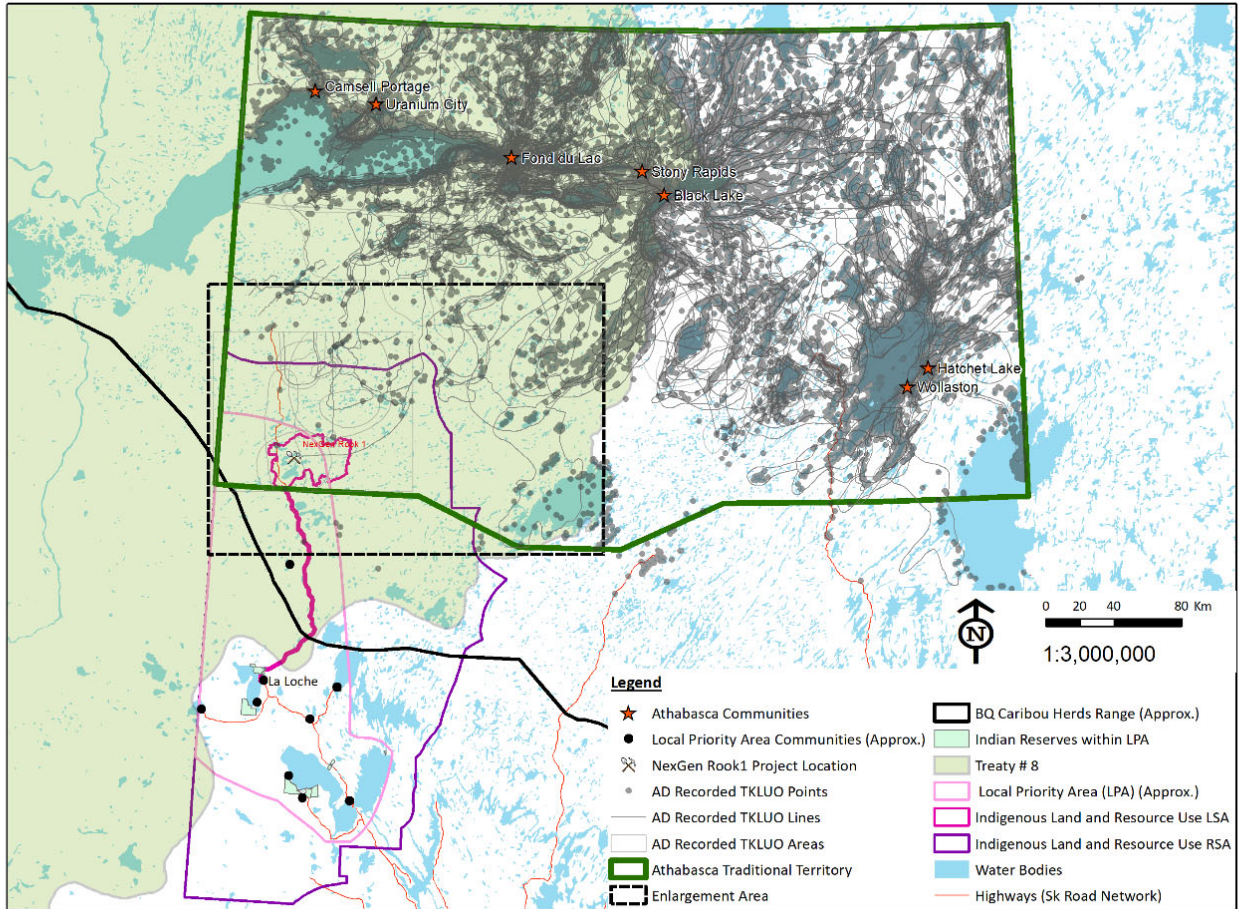 Camsell Portage
Uranium City
Fond du Lac
Stony Rapids
Black Lake
Hatchet Lake
Wollaston
NexGen Rook 1
La Loche
N
0 20 40 80 Km
1:3,000,000
Legend
Athabasca Communities
Local Priority Area Communities (Approx.)
NexGen Rook1 Project Location
AD Recorded TKLUO Points
AD Recorded TKLUO Lines
AD Recorded TKLUO Areas
Athabasca Traditional Territory
Enlargement Area
BQ Caribou Herds Range (Approx.)
Indian Reserves within LPA
Treaty # 8
Local Priority Area (LPA) (Approx.)
Indigenous Land and Resource Use LSA
Indigenous Land and Resource Use RSA
Water Bodies
Highways (Sk Road Network)